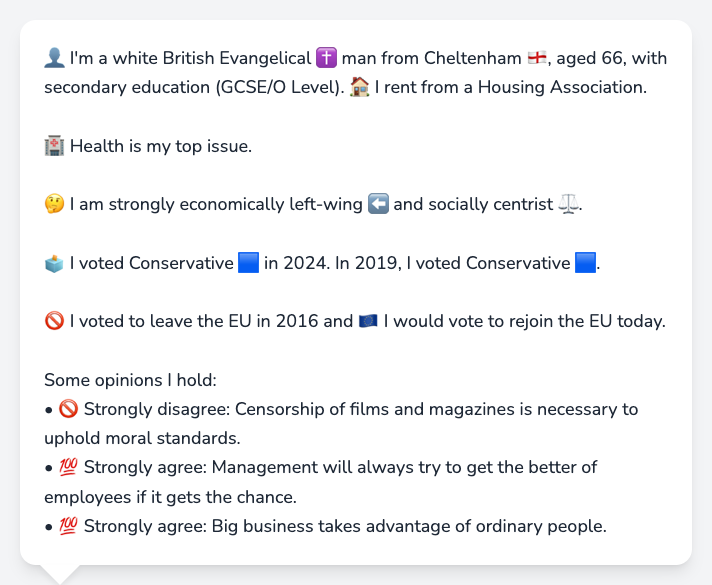 👤 I'm a white British Evangelical ✝️ man from Cheltenham 🏴󠁧󠁢󠁥󠁮󠁧󠁿, aged 66, with
secondary education (GCSE/O Level). 🏠 I rent from a Housing Association.
🏥 Health is my top issue.
🤔 I am strongly economically left-wing ⬅️ and socially centrist ⚖️.
🗳️ I voted Conservative 🟦 in 2024. In 2019, I voted Conservative 🟦.
🚫 I voted to leave the EU in 2016 and 🇪🇺 I would vote to rejoin the EU today.
Some opinions I hold:
• 🚫 Strongly disagree: Censorship of films and magazines is necessary to
uphold moral standards.
• 💯 Strongly agree: Management will always try to get the better of
employees if it gets the chance.
• 💯 Strongly agree: Big business takes advantage of ordinary people.